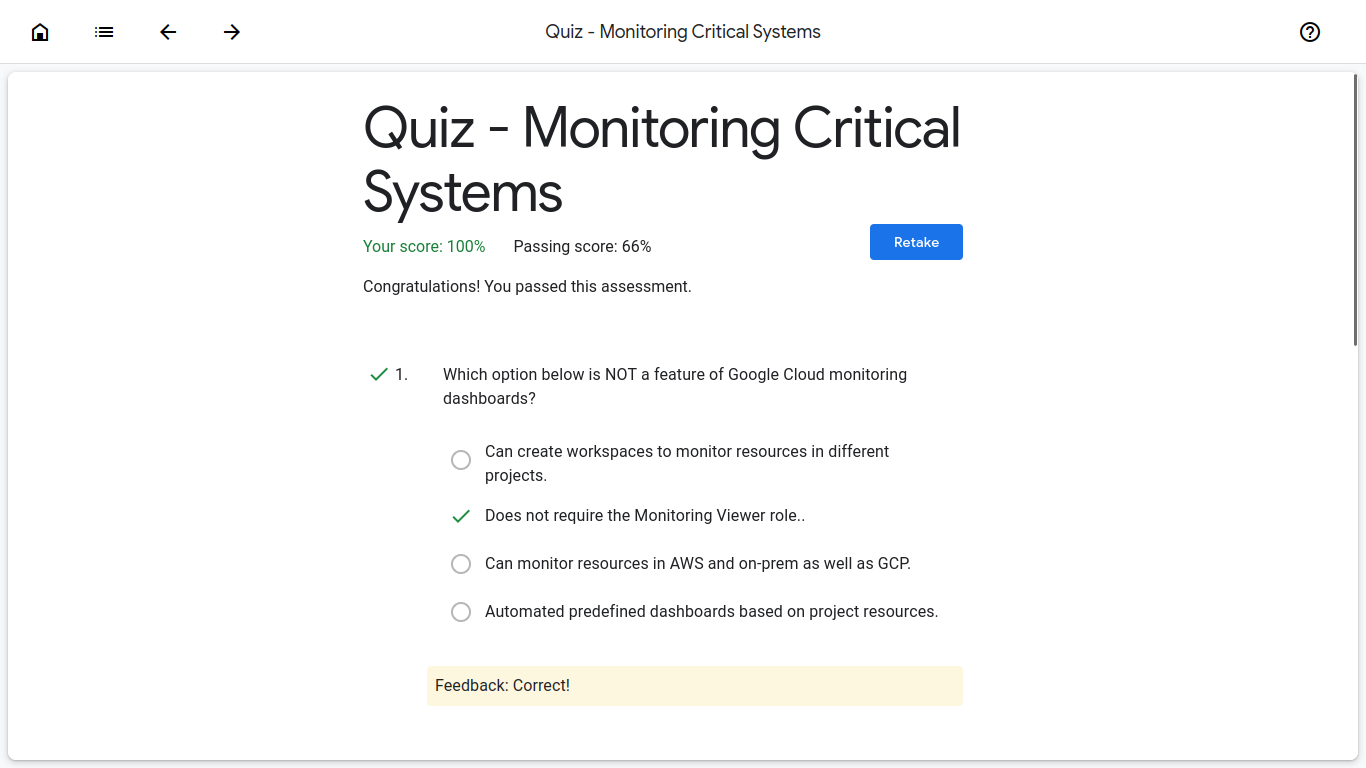 Quiz - Monitoring Critical Systems
Quiz - Monitoring Critical
Systems
Your score: 100% Passing score: 66%
Retake
Congratulations! You passed this assessment.
1. Which option below is NOT a feature of Google Cloud monitoring
dashboards?
Can create workspaces to monitor resources in different
projects.
Does not require the Monitoring Viewer role..
Can monitor resources in AWS and on-prem as well as GCP.
Automated predefined dashboards based on project resources.
Feedback: Correct!